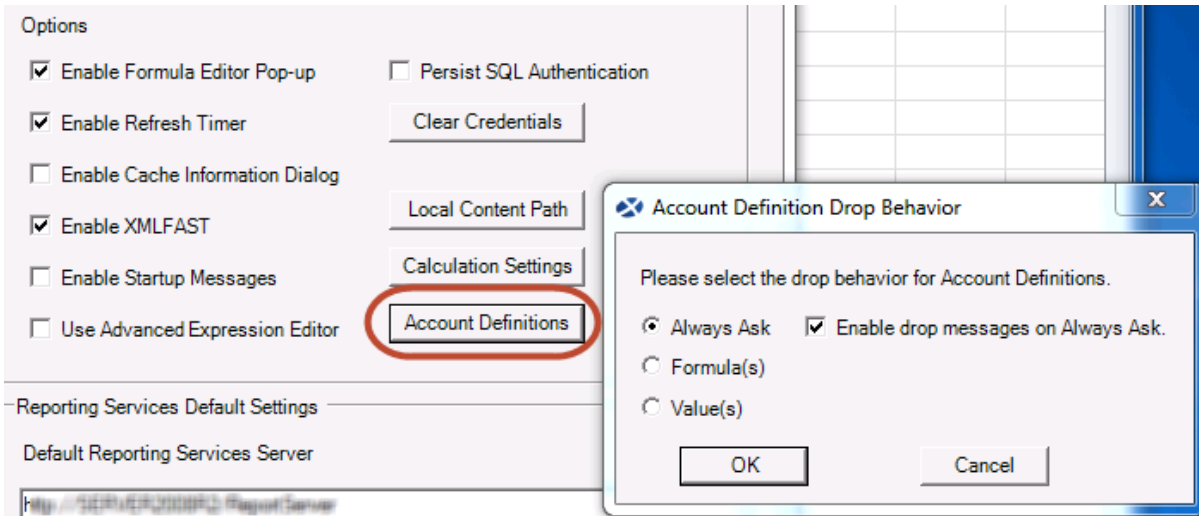 Options
Enable Formula Editor Pop-up
Persist SQL Authentication
Enable Refresh Timer
Clear Credentials
Enable Cache Information Dialog
Local Content Path
Enable XMLFAST
Calculation Settings
Enable Startup Messages
Account Definitions
Use Advanced Expression Editor
Reporting Services Default Settings
Default Reporting Services Server
Account Definition Drop Behavior
X
Please select the drop behavior for Account Definitions.
Always Ask
Enable drop messages on Always Ask.
Formula(s)
Value(s)
OK
Cancel